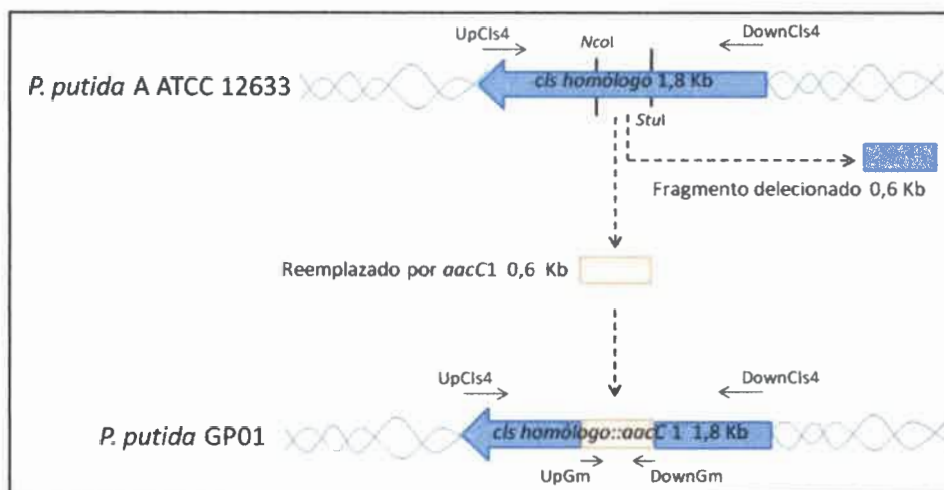 UpCls4
DownCls4
NcoI
P. putida A ATCC 12633
cls homólogo 1,8 Kb
StuI
Fragmento delecionado 0,6 Kb
Reemplazado por aacC1 0,6 Kb
UpCls4
DownCls4
P. putida GP01
cls homólogo::aacC 1 1,8 Kb
UpGm
DownGm